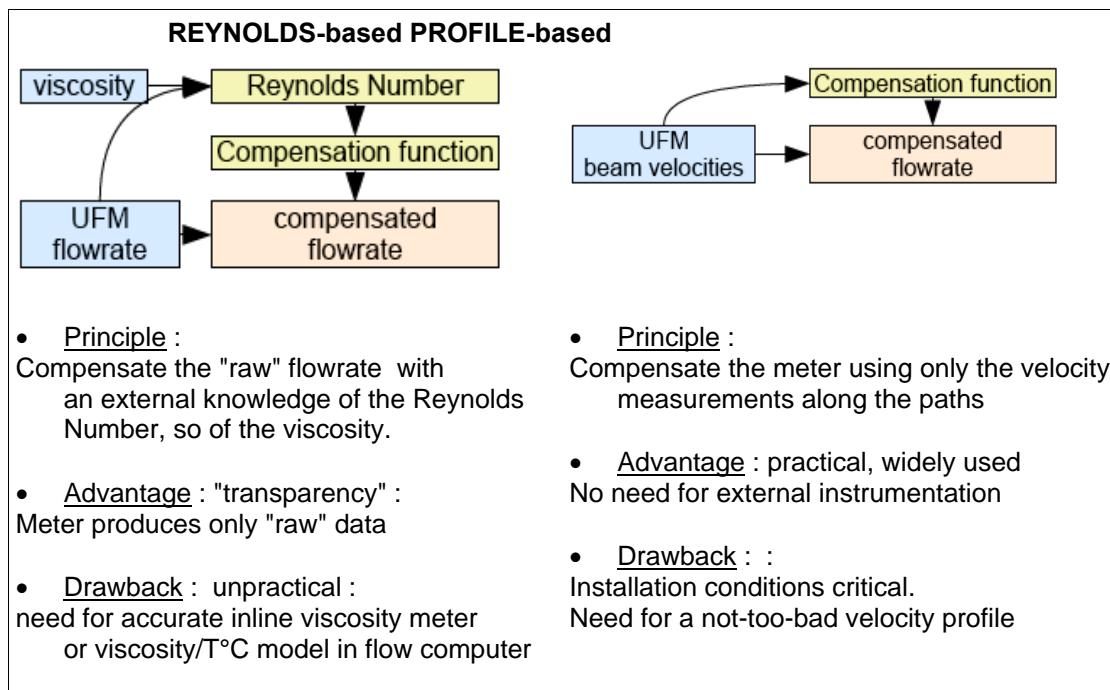 REYNOLDS-based PROFILE-based
viscosity
Reynolds Number
Compensation function
UFM
flowrate
compensated
flowrate
Compensation function
UFM
beam velocities
compensated
flowrate
• Principle :
Compensate the "raw" flowrate with
an external knowledge of the Reynolds
Number, so of the viscosity.
• Advantage : "transparency" :
Meter produces only "raw" data
• Drawback : unpractical :
need for accurate inline viscosity meter
or viscosity/T°C model in flow computer
• Principle :
Compensate the meter using only the velocity
measurements along the paths
• Advantage : practical, widely used
No need for external instrumentation
• Drawback : :
Installation conditions critical.
Need for a not-too-bad velocity profile